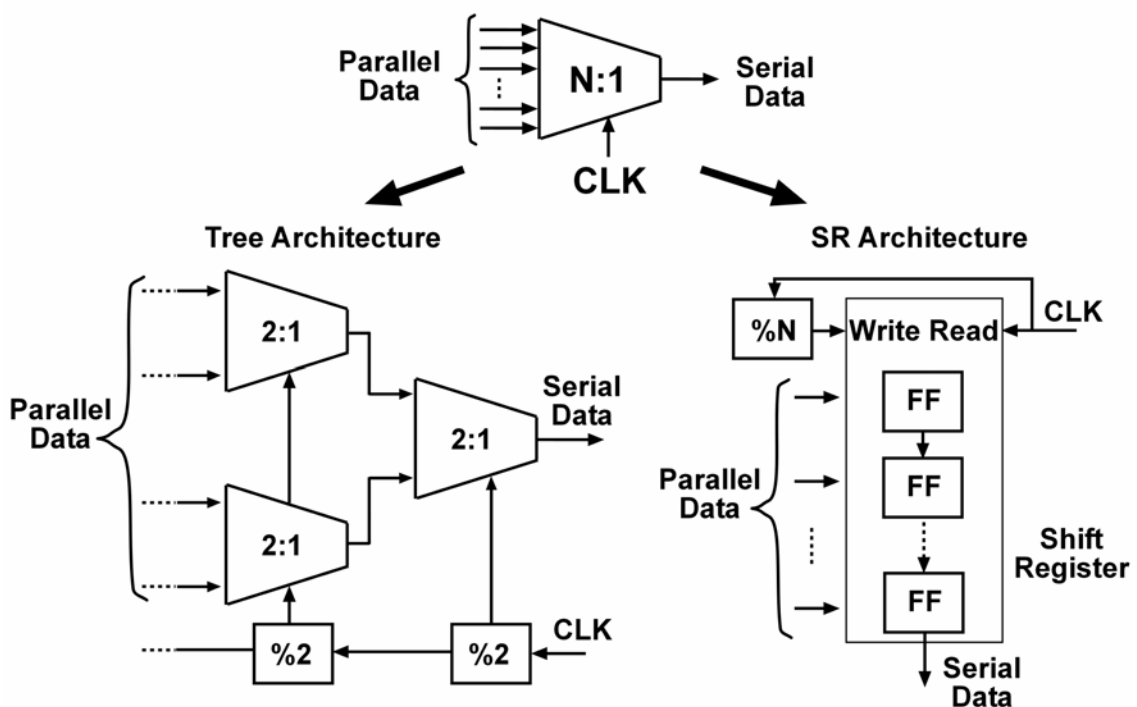 Parallel
Data
N:1
Serial
Data
CLK
Tree Architecture
SR Architecture
2:1
2:1
2:1
Parallel
Data
Serial
Data
%2
%2
CLK
%N
Write Read
CLK
FF
FF
FF
Parallel
Data
Shift
Register
Serial
Data